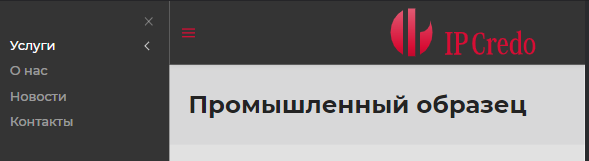 Услуги
О нас
Новости
Контакты
IP Credo
Промышленный образец